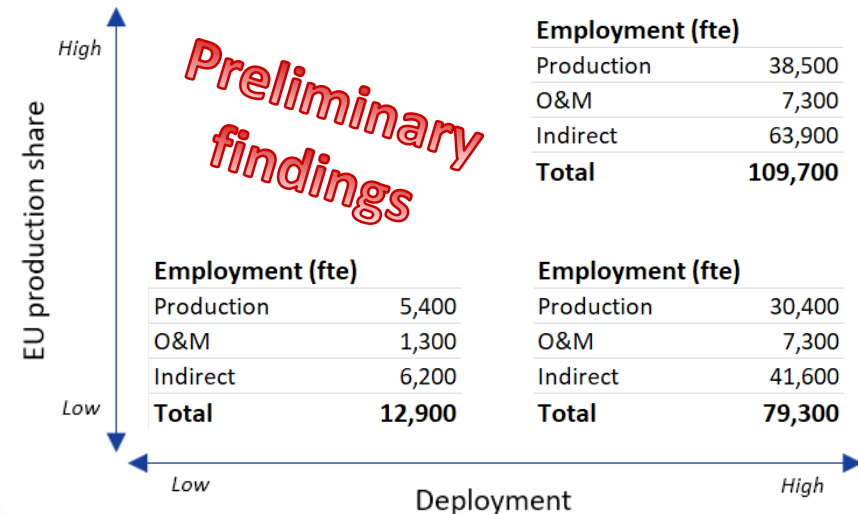 High
EU production share
Low
Preliminary
findings
Employment (fte)
Production 38,500
O&M 7,300
Indirect 63,900
Total 109,700
Employment (fte)
Production 5,400
O&M 1,300
Indirect 6,200
Total 12,900
Employment (fte)
Production 30,400
O&M 7,300
Indirect 41,600
Total 79,300
Low
Deployment
High